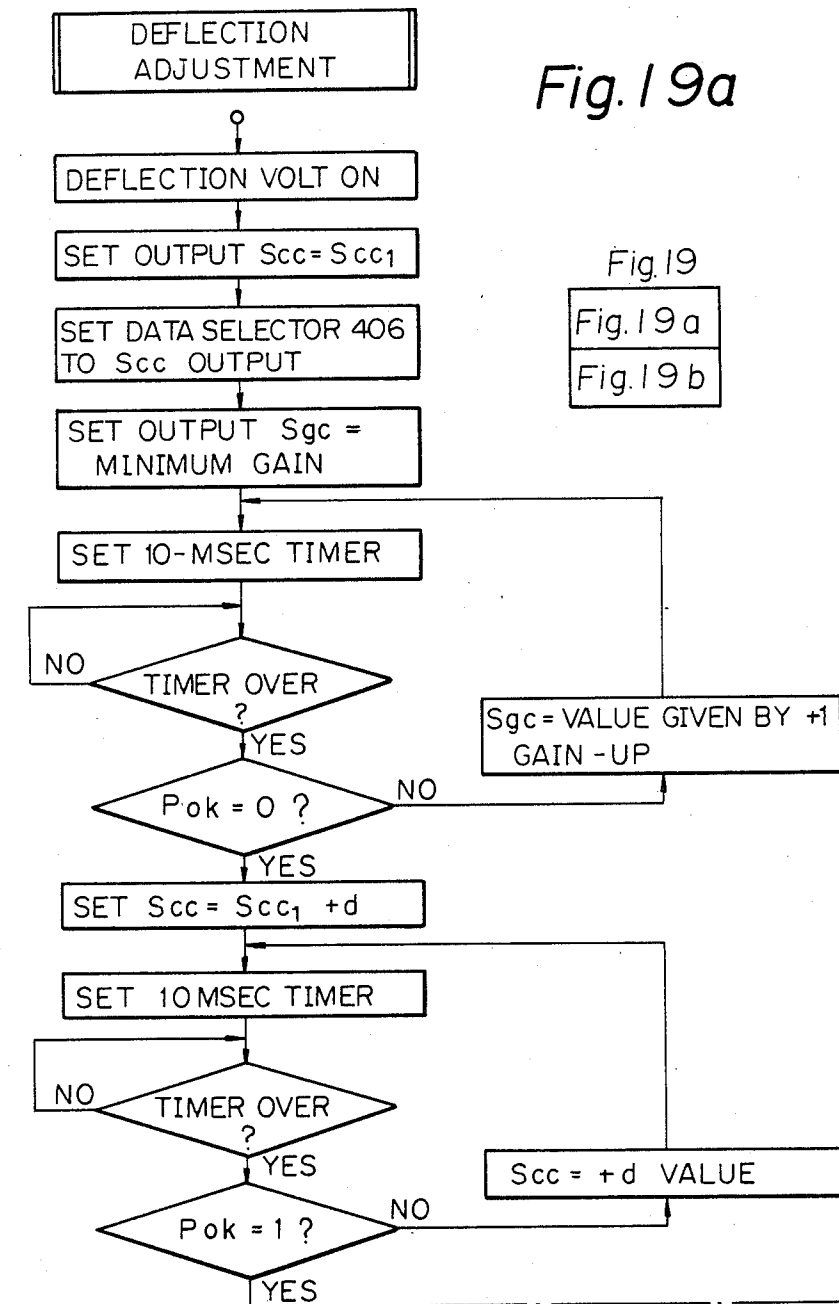 DEFLECTION
ADJUSTMENT
Fig. 19a
DEFLECTION VOLT ON
SET OUTPUT Scc = Scc₁
Fig. 19
Fig. 19a
Fig. 19b
SET DATA SELECTOR 406
TO Scc OUTPUT
SET OUTPUT Sgc =
MINIMUM GAIN
SET 10-MSEC TIMER
NO
TIMER OVER
?
YES
Sgc = VALUE GIVEN BY +1
GAIN-UP
Pok = 0 ?
NO
YES
SET Scc = Scc₁ +d
SET 10MSEC TIMER
NO
TIMER OVER
?
YES
Scc = +d VALUE
Pok = 1 ?
NO
YES